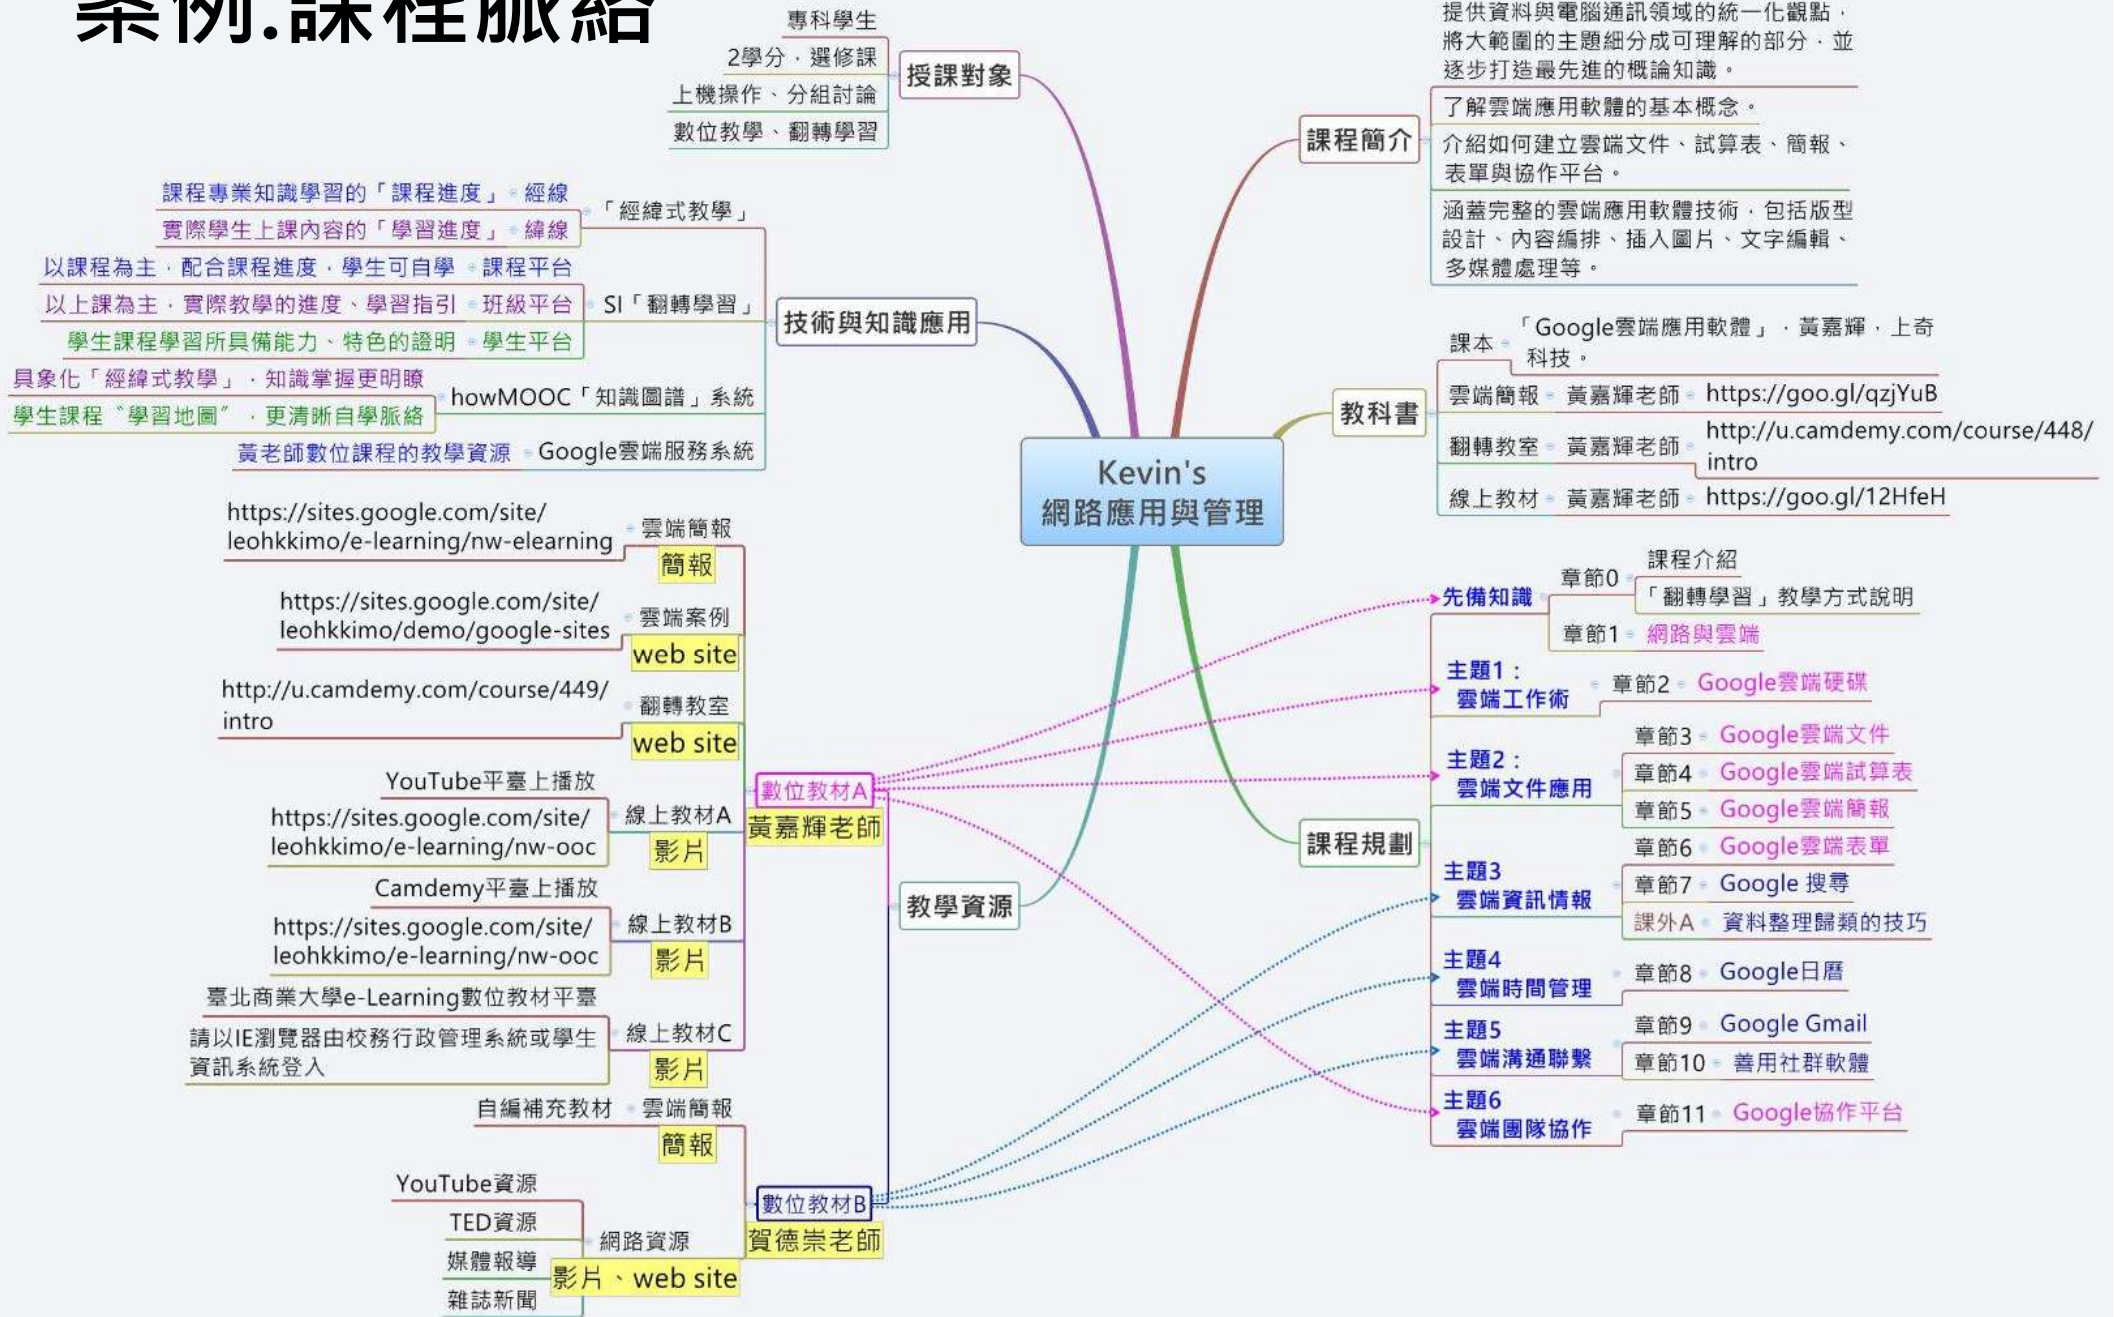 案例.課程脈絡
Kevin's
網路應用與管理
授課對象
專科學生
2學分，選修課
上機操作、分組討論
數位教學、翻轉學習
技術與知識應用
「經緯式教學」
課程專業知識學習的「課程進度」 經線
實際學生上課內容的「學習進度」 緯線
SI「翻轉學習」
以課程為主，配合課程進度，學生可自學 課程平台
以上課為主，實際教學的進度、學習指引 班級平台
學生課程學習所具備能力、特色的證明 學生平台
howMOOC「知識圖譜」系統
具象化「經緯式教學」，知識掌握更明瞭
學生課程〝學習地圖〞，更清晰自學脈絡
黃老師數位課程的教學資源 Google雲端服務系統
課程簡介
提供資料與電腦通訊領域的統一化觀點，
將大範圍的主題細分成可理解的部分，並
逐步打造最先進的概論知識。
了解雲端應用軟體的基本概念。
介紹如何建立雲端文件、試算表、簡報、
表單與協作平台。
涵蓋完整的雲端應用軟體技術，包括版型
設計、內容編排、插入圖片、文字編輯、
多媒體處理等。
教科書
課本 「Google雲端應用軟體」，黃嘉輝，上奇
科技。
雲端簡報 黃嘉輝老師 https://goo.gl/qzjYuB
翻轉教室 黃嘉輝老師 http://u.camdemy.com/course/448/
intro
線上教材 黃嘉輝老師 https://goo.gl/12HfeH
課程規劃
先備知識
章節0 課程介紹
「翻轉學習」教學方式說明
章節1 網路與雲端
主題1：
雲端工作術
章節2 Google雲端硬碟
主題2：
雲端文件應用
章節3 Google雲端文件
章節4 Google雲端試算表
章節5 Google雲端簡報
主題3
雲端資訊情報
章節6 Google雲端表單
章節7 Google 搜尋
課外A 資料整理歸類的技巧
主題4
雲端時間管理
章節8 Google日曆
主題5
雲端溝通聯繫
章節9 Google Gmail
章節10 善用社群軟體
主題6
雲端團隊協作
章節11 Google協作平台
教學資源
數位教材A
黃嘉輝老師
https://sites.google.com/site/
leohkkimo/e-learning/nw-elearning
雲端簡報
簡報
https://sites.google.com/site/
leohkkimo/demo/google-sites
雲端案例
web site
http://u.camdemy.com/course/449/
intro
翻轉教室
web site
YouTube平臺上播放
https://sites.google.com/site/
leohkkimo/e-learning/nw-ooc
線上教材A
影片
Camdemy平臺上播放
https://sites.google.com/site/
leohkkimo/e-learning/nw-ooc
線上教材B
影片
臺北商業大學e-Learning數位教材平臺
請以IE瀏覽器由校務行政管理系統或學生
資訊系統登入
線上教材C
影片
數位教材B
賀德崇老師
自編補充教材 雲端簡報
簡報
YouTube資源
TED資源
媒體報導
雜誌新聞
網路資源
影片、web site